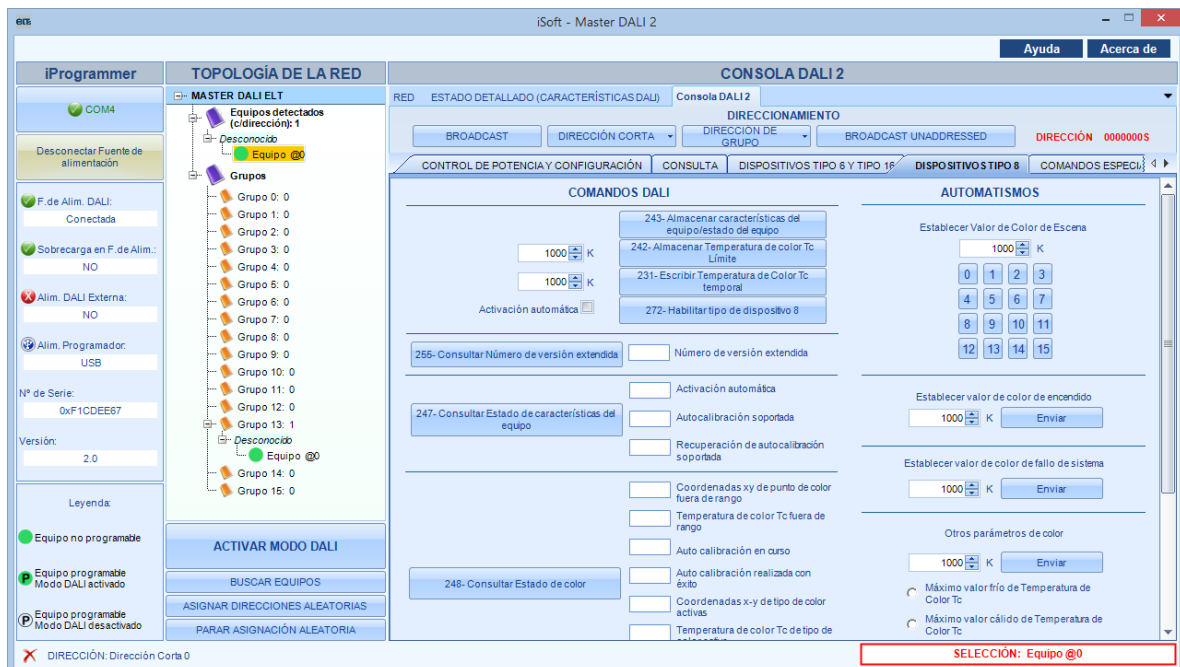 elt
iSoft - Master DALI 2
Ayuda
Acerca de
iProgrammer
COM4
Desconectar Fuente de
alimentación
F.de Alim. DALI:
Conectada
Sobrecarga en F.de Alim.:
NO
Alim. DALI Externa:
NO
Alim. Programador:
USB
Nº de Serie:
0xF1CDEE67
Versión:
2.0
Leyenda:
Equipo no programable
P
Equipo programable
Modo DALI activado
P
Equipo programable
Modo DALI desactivado
TOPOLOGÍA DE LA RED
MASTER DALI ELT
Equipos detectados
(c/dirección): 1
Desconocido
Equipo @0
Grupos
Grupo 0: 0
Grupo 1: 0
Grupo 2: 0
Grupo 3: 0
Grupo 4: 0
Grupo 5: 0
Grupo 6: 0
Grupo 7: 0
Grupo 8: 0
Grupo 9: 0
Grupo 10: 0
Grupo 11: 0
Grupo 12: 0
Grupo 13: 1
Desconocido
Equipo @0
Grupo 14: 0
Grupo 15: 0
ACTIVAR MODO DALI
BUSCAR EQUIPOS
ASIGNAR DIRECCIONES ALEATORIAS
PARAR ASIGNACIÓN ALEATORIA
CONSOLA DALI 2
RED ESTADO DETALLADO (CARACTERÍSTICAS DALI) Consola DALI 2
DIRECCIONAMIENTO
BROADCAST
DIRECCIÓN CORTA
DIRECCIÓN DE
GRUPO
BROADCAST UNADDRESSED
DIRECCIÓN 0000000S
CONTROL DE POTENCIA Y CONFIGURACIÓN
CONSULTA
DISPOSITIVOS TIPO 6 Y TIPO 16
DISPOSITIVOS TIPO 8
COMANDOS ESPECI
COMANDOS DALI
243- Almacenar características del
equipo/estado del equipo
1000 K
242- Almacenar Temperatura de color Tc
Límite
1000 K
231- Escribir Temperatura de Color Tc
temporal
Activación automática
272- Habilitar tipo de dispositivo 8
255- Consultar Número de versión extendida
Número de versión extendida
247- Consultar Estado de características del
equipo
Activación automática
Autocalibración soportada
Recuperación de autocalibración
soportada
248- Consultar Estado de color
Coordenadas xy de punto de color
fuera de rango
Temperatura de color Tc fuera de
rango
Auto calibración en curso
Auto calibración realizada con
éxito
Coordenadas x-y de tipo de color
activas
Temperatura de color Tc de tipo de
AUTOMATISMOS
Establecer Valor de Color de Escena
1000 K
0 1 2 3
4 5 6 7
8 9 10 11
12 13 14 15
Establecer valor de color de encendido
1000 K Enviar
Establecer valor de color de fallo de sistema
1000 K Enviar
Otros parámetros de color
1000 K Enviar
Máximo valor frío de Temperatura de
Color Tc
Máximo valor cálido de Temperatura de
Color Tc
DIRECCIÓN: Dirección Corta 0
SELECCIÓN: Equipo @0